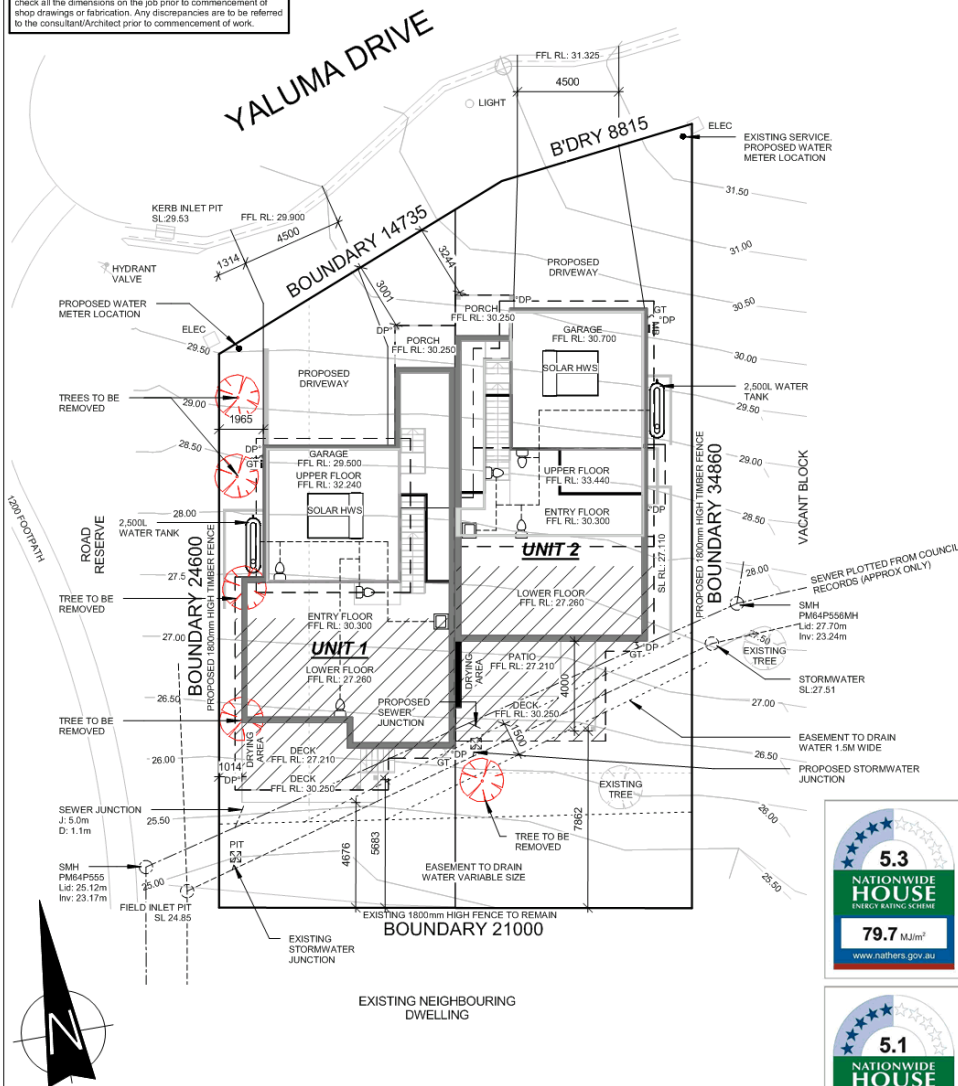 check all the dimensions on the job prior to commencement of
shop drawings or fabrication. Any discrepancies are to be referred
to the consultant/Architect prior to commencement of work.
YALUMA DRIVE
FFL RL: 31.325
4500
LIGHT
B'DRY 8815
ELEC
EXISTING SERVICE.
PROPOSED WATER
METER LOCATION
31.50
KERB INLET PIT
SL:29.53
FFL RL: 29.900
4500
1314
BOUNDARY 14735
3244
3001
31.00
HYDRANT
VALVE
PROPOSED
DRIVEWAY
30.50
PROPOSED WATER
METER LOCATION
ELEC
29.50
DP
PORCH
FFL RL: 30.250
GT
DP
DP
PORCH
FFL RL: 30.250
GARAGE
FFL RL: 30.700
30.00
PROPOSED
DRIVEWAY
SOLAR HWS
2,500L WATER
TANK
TREES TO BE
REMOVED
29.00
1965
29.50
28.50
DP
GT
GARAGE
FFL RL: 29.500
UPPER FLOOR
FFL RL: 32.240
SOLAR HWS
29.00
UPPER FLOOR
FFL RL: 33.440
PROPOSED 1800mm HIGH TIMBER FENCE
BOUNDARY 34860
VACANT BLOCK
1200 FOOTPATH
28.00
2,500L
WATER TANK
ROAD
RESERVE
DP
ENTRY FLOOR
FFL RL: 30.300
28.50
UNIT 2
SL RL: 27.110
27.5
BOUNDARY 24600
PROPOSED 1800mm HIGH TIMBER FENCE
28.00
SEWER PLOTTED FROM COUNCIL
RECORDS (APPROX ONLY)
TREE TO BE
REMOVED
LOWER FLOOR
FFL RL: 27.260
SMH
PM64P556MH
Lid: 27.70m
Inv: 23.24m
ENTRY FLOOR
FFL RL: 30.300
27.00
UNIT 1
27.50
EXISTING
TREE
LOWER FLOOR
FFL RL: 27.260
DRYING
AREA
PATIO
FFL RL: 27.210
GT
DP
4000
STORMWATER
SL:27.51
26.50
PROPOSED
SEWER
JUNCTION
DECK
FFL RL: 30.250
27.00
TREE TO BE
REMOVED
1500
EASEMENT TO DRAIN
WATER 1.5M WIDE
26.00
DRYING
AREA
DECK
FFL RL: 27.210
DP
GT
26.50
PROPOSED STORMWATER
JUNCTION
1014
DP
DECK
FFL RL: 30.250
EXISTING
TREE
SEWER JUNCTION
J: 5.0m
D: 1.1m
25.50
26.00
TREE TO BE
REMOVED
7862
5683
4676
PIT
SMH
PM64P555
Lid: 25.12m
Inv: 23.17m
25.00
EASEMENT TO DRAIN
WATER VARIABLE SIZE
25.50
FIELD INLET PIT
SL 24.85
EXISTING 1800mm HIGH FENCE TO REMAIN
BOUNDARY 21000
EXISTING
STORMWATER
JUNCTION
EXISTING NEIGHBOURING
DWELLING
N
5.3
NATIONWIDE
HOUSE
ENERGY RATING SCHEME
79.7 MJ/m²
www.nathers.gov.au
5.1
NATIONWIDE
HOUSE